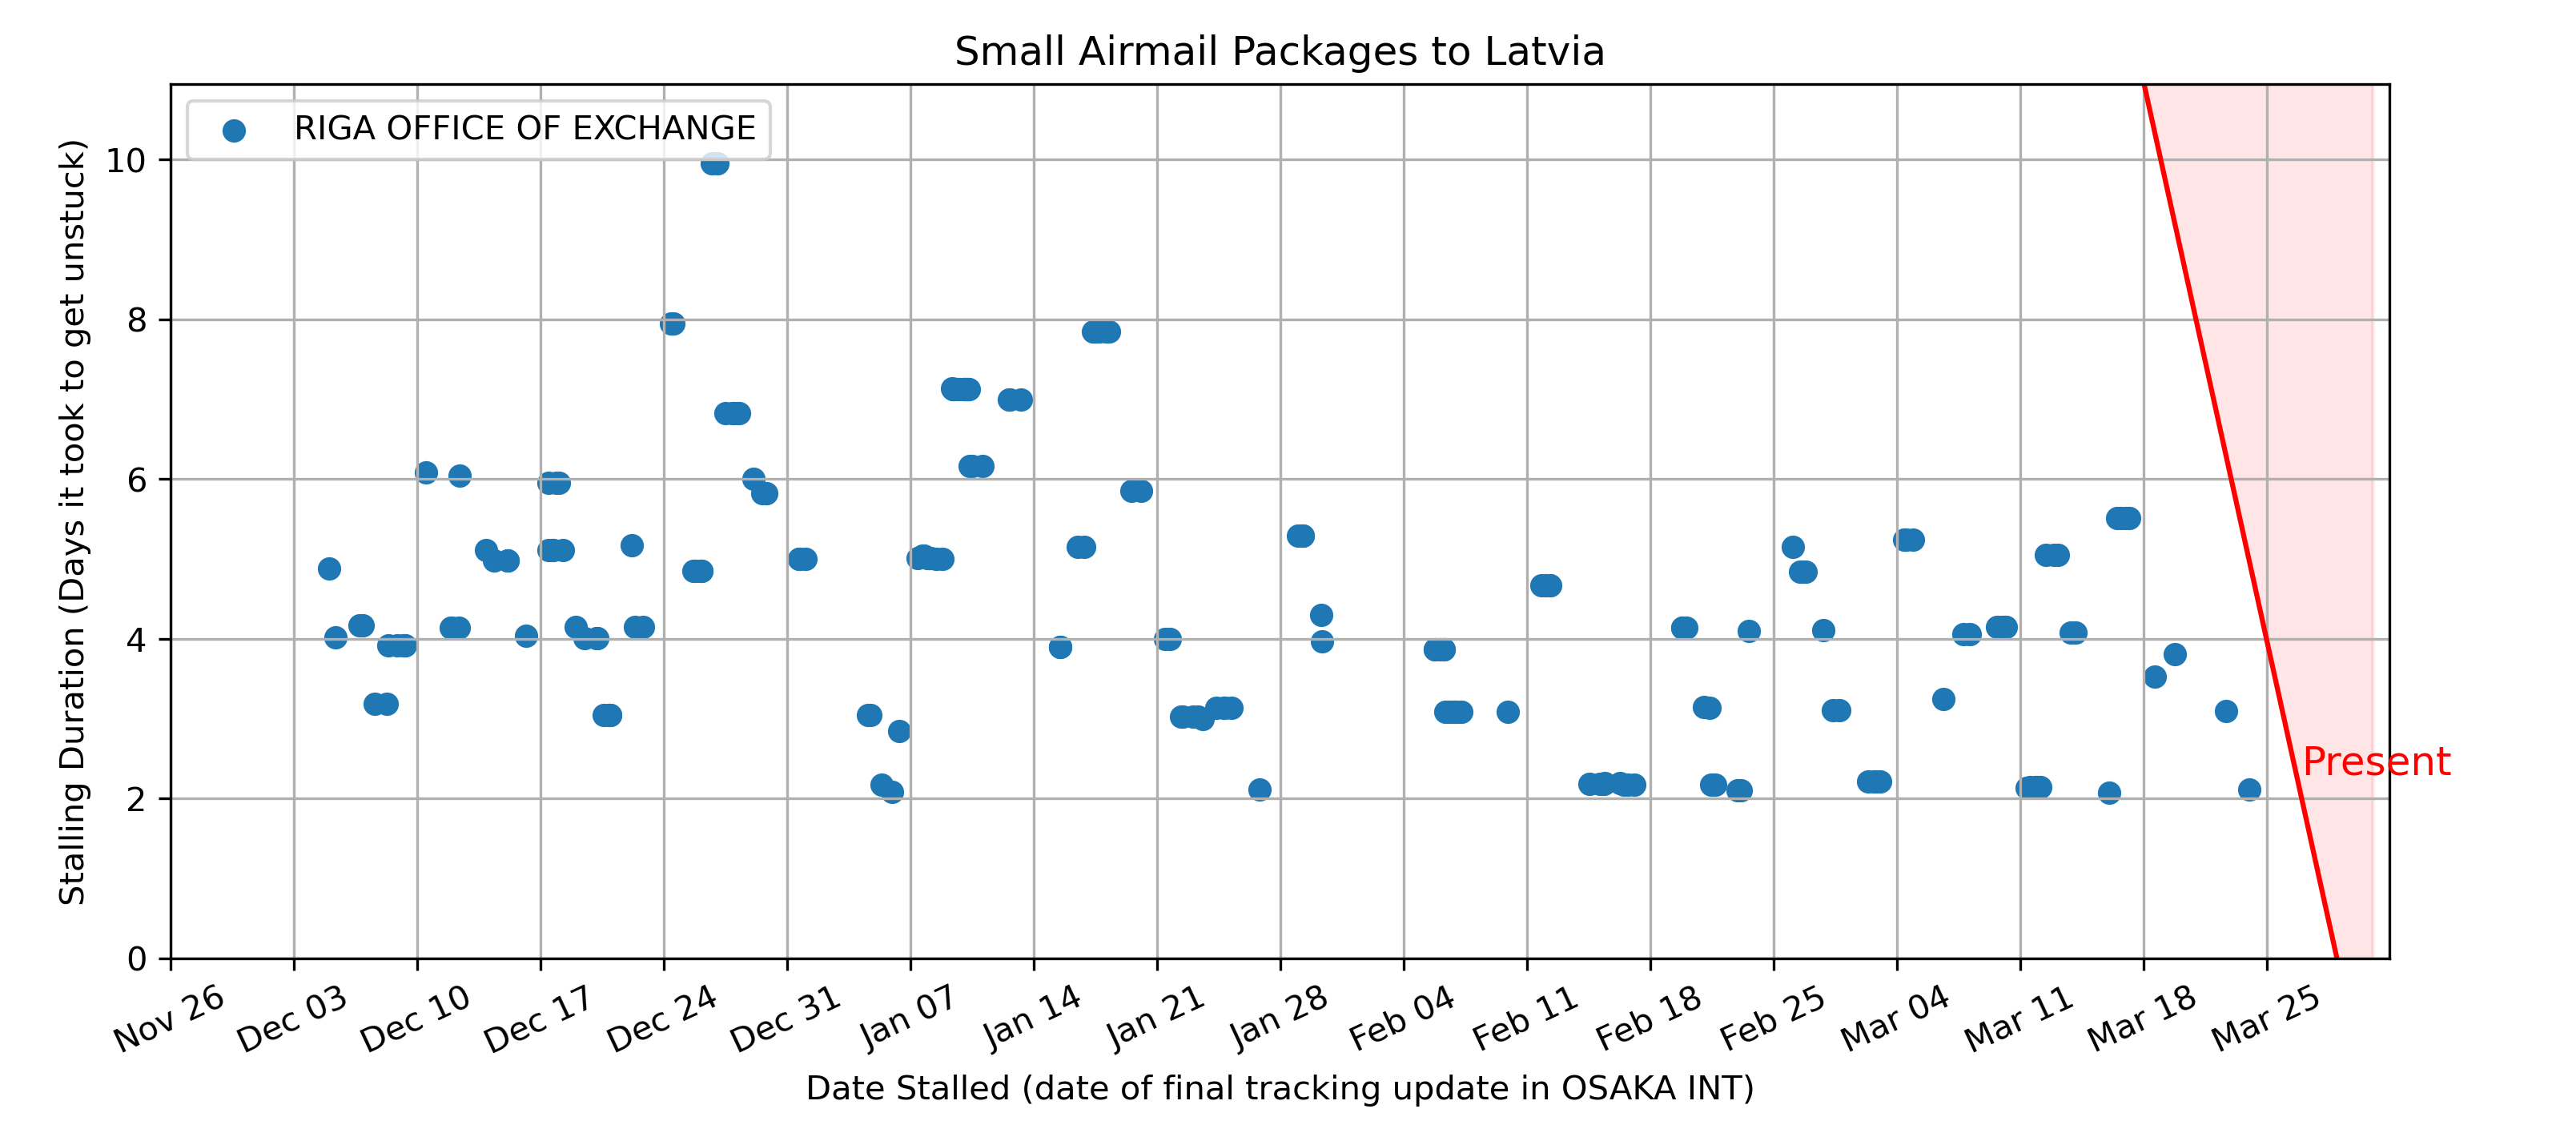 Small Airmail Packages to Latvia
RIGA OFFICE OF EXCHANGE
Stalling Duration (Days it took to get unstuck)
10
8
6
4
2
0
Present
Nov 26
Dec 03
Dec 10
Dec 17
Dec 24
Dec 31
Jan 07
Jan 14
Jan 21
Jan 28
Feb 04
Feb 11
Feb 18
Feb 25
Mar 04
Mar 11
Mar 18
Mar 25
Date Stalled (date of final tracking update in OSAKA INT)